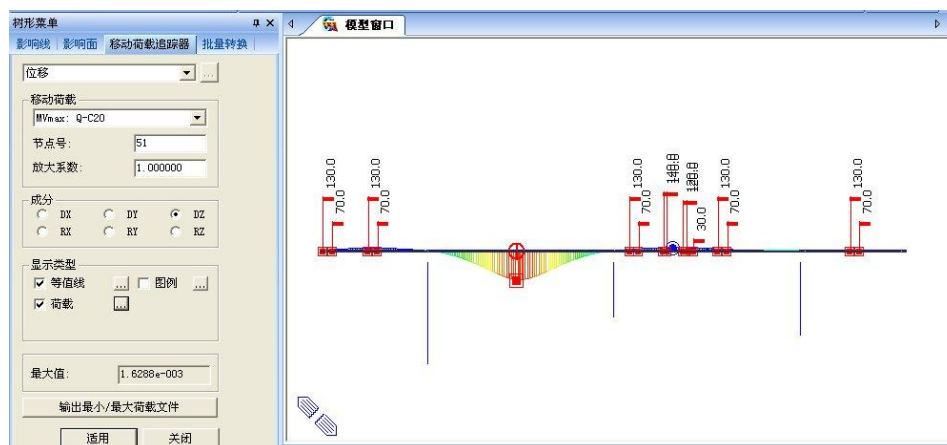 树形菜单
影响线 影响面 移动荷载追踪器 批量转换
位移
...
移动荷载
MVmax: Q-C20
节点号: 51
放大系数: 1.000000
成分
DX DY DZ
RX RY RZ
显示类型
等值线 ... 图例 ...
荷载 ...
最大值: 1.6288e-003
输出最小/最大荷载文件
适用 关闭
模型窗口
130.0
70.0
130.0
70.0
130.0
70.0
30.0
130.0
70.0
130.0
70.0